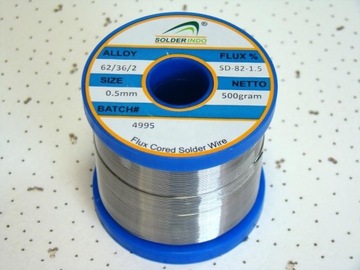 SOLDERINDO
ALLOY FLUX %
62/36/2 5D-82-1.5
SIZE NETTO
0.5mm 500gram
BATCH#
4995
Flux Cored Solder Wire